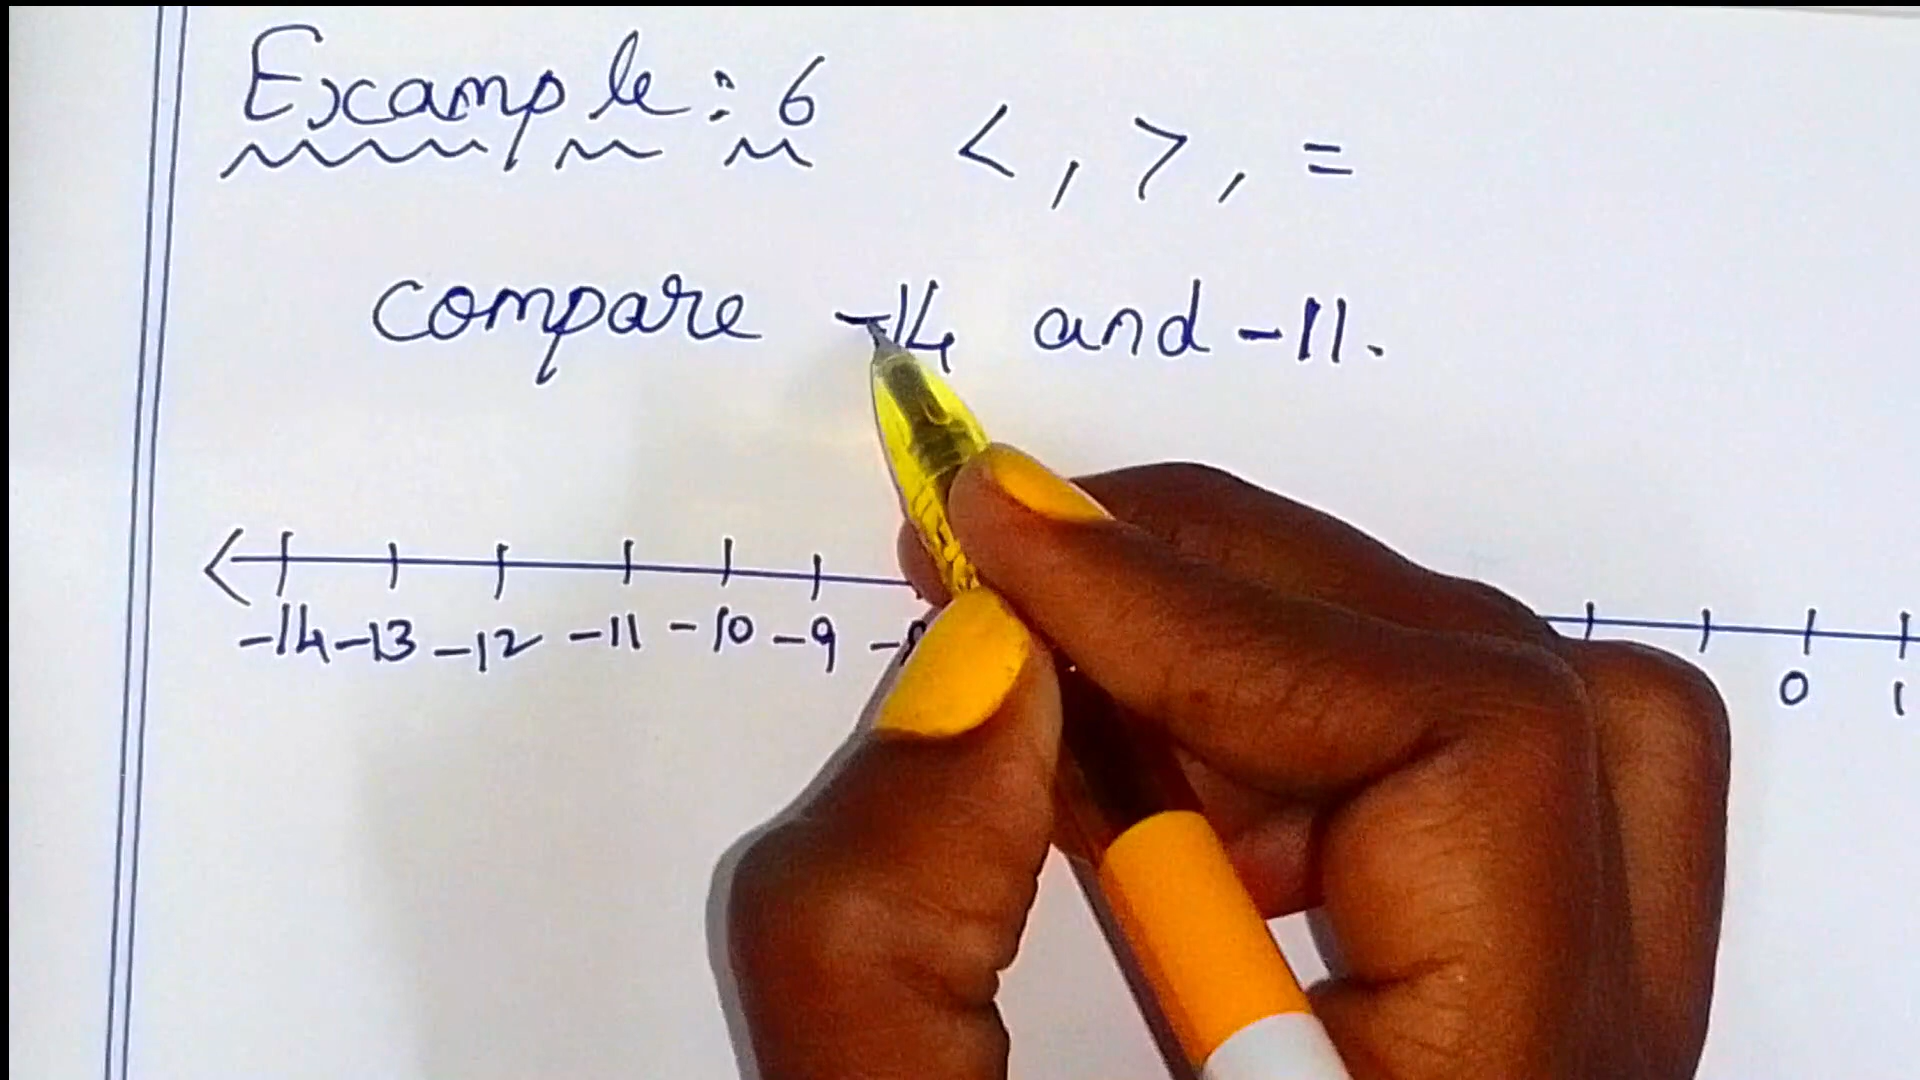 Example: 6 < , > , =
compare -14 and -11.
-14 -13 -12 -11 -10 -9 0 1